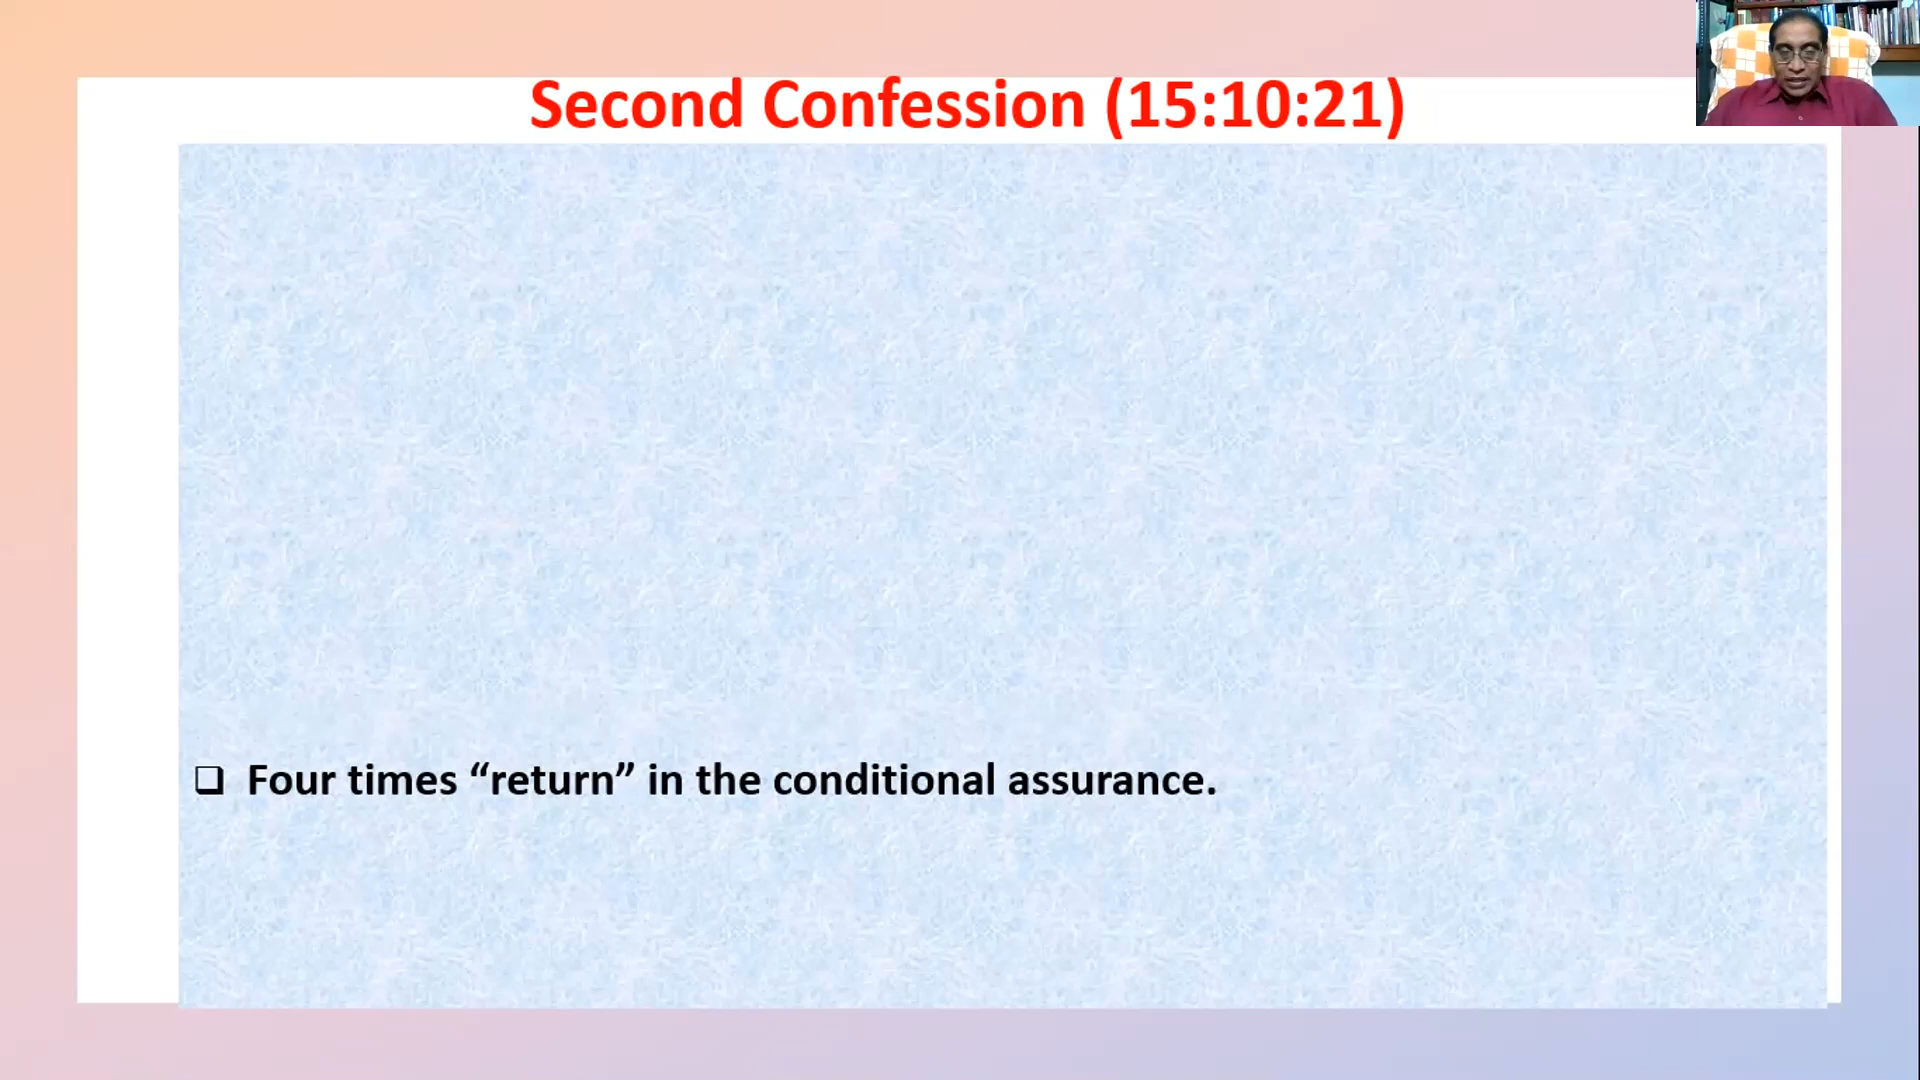 Second Confession (15:10:21)
❑ Four times “return” in the conditional assurance.